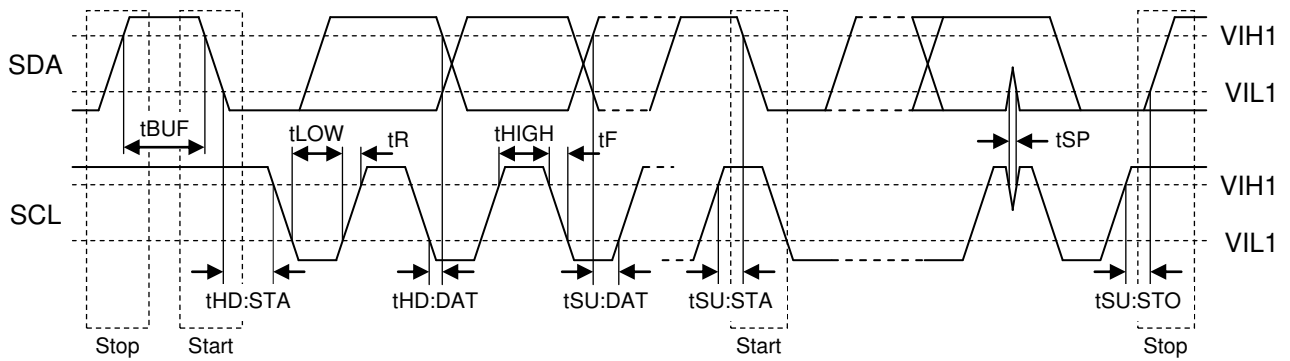 VIH1
SDA
VIL1
tBUF
tLOW
tR
tHIGH
tF
tSP
VIH1
SCL
VIL1
tHD:STA
tHD:DAT
tSU:DAT
tSU:STA
tSU:STO
Stop
Start
Start
Stop